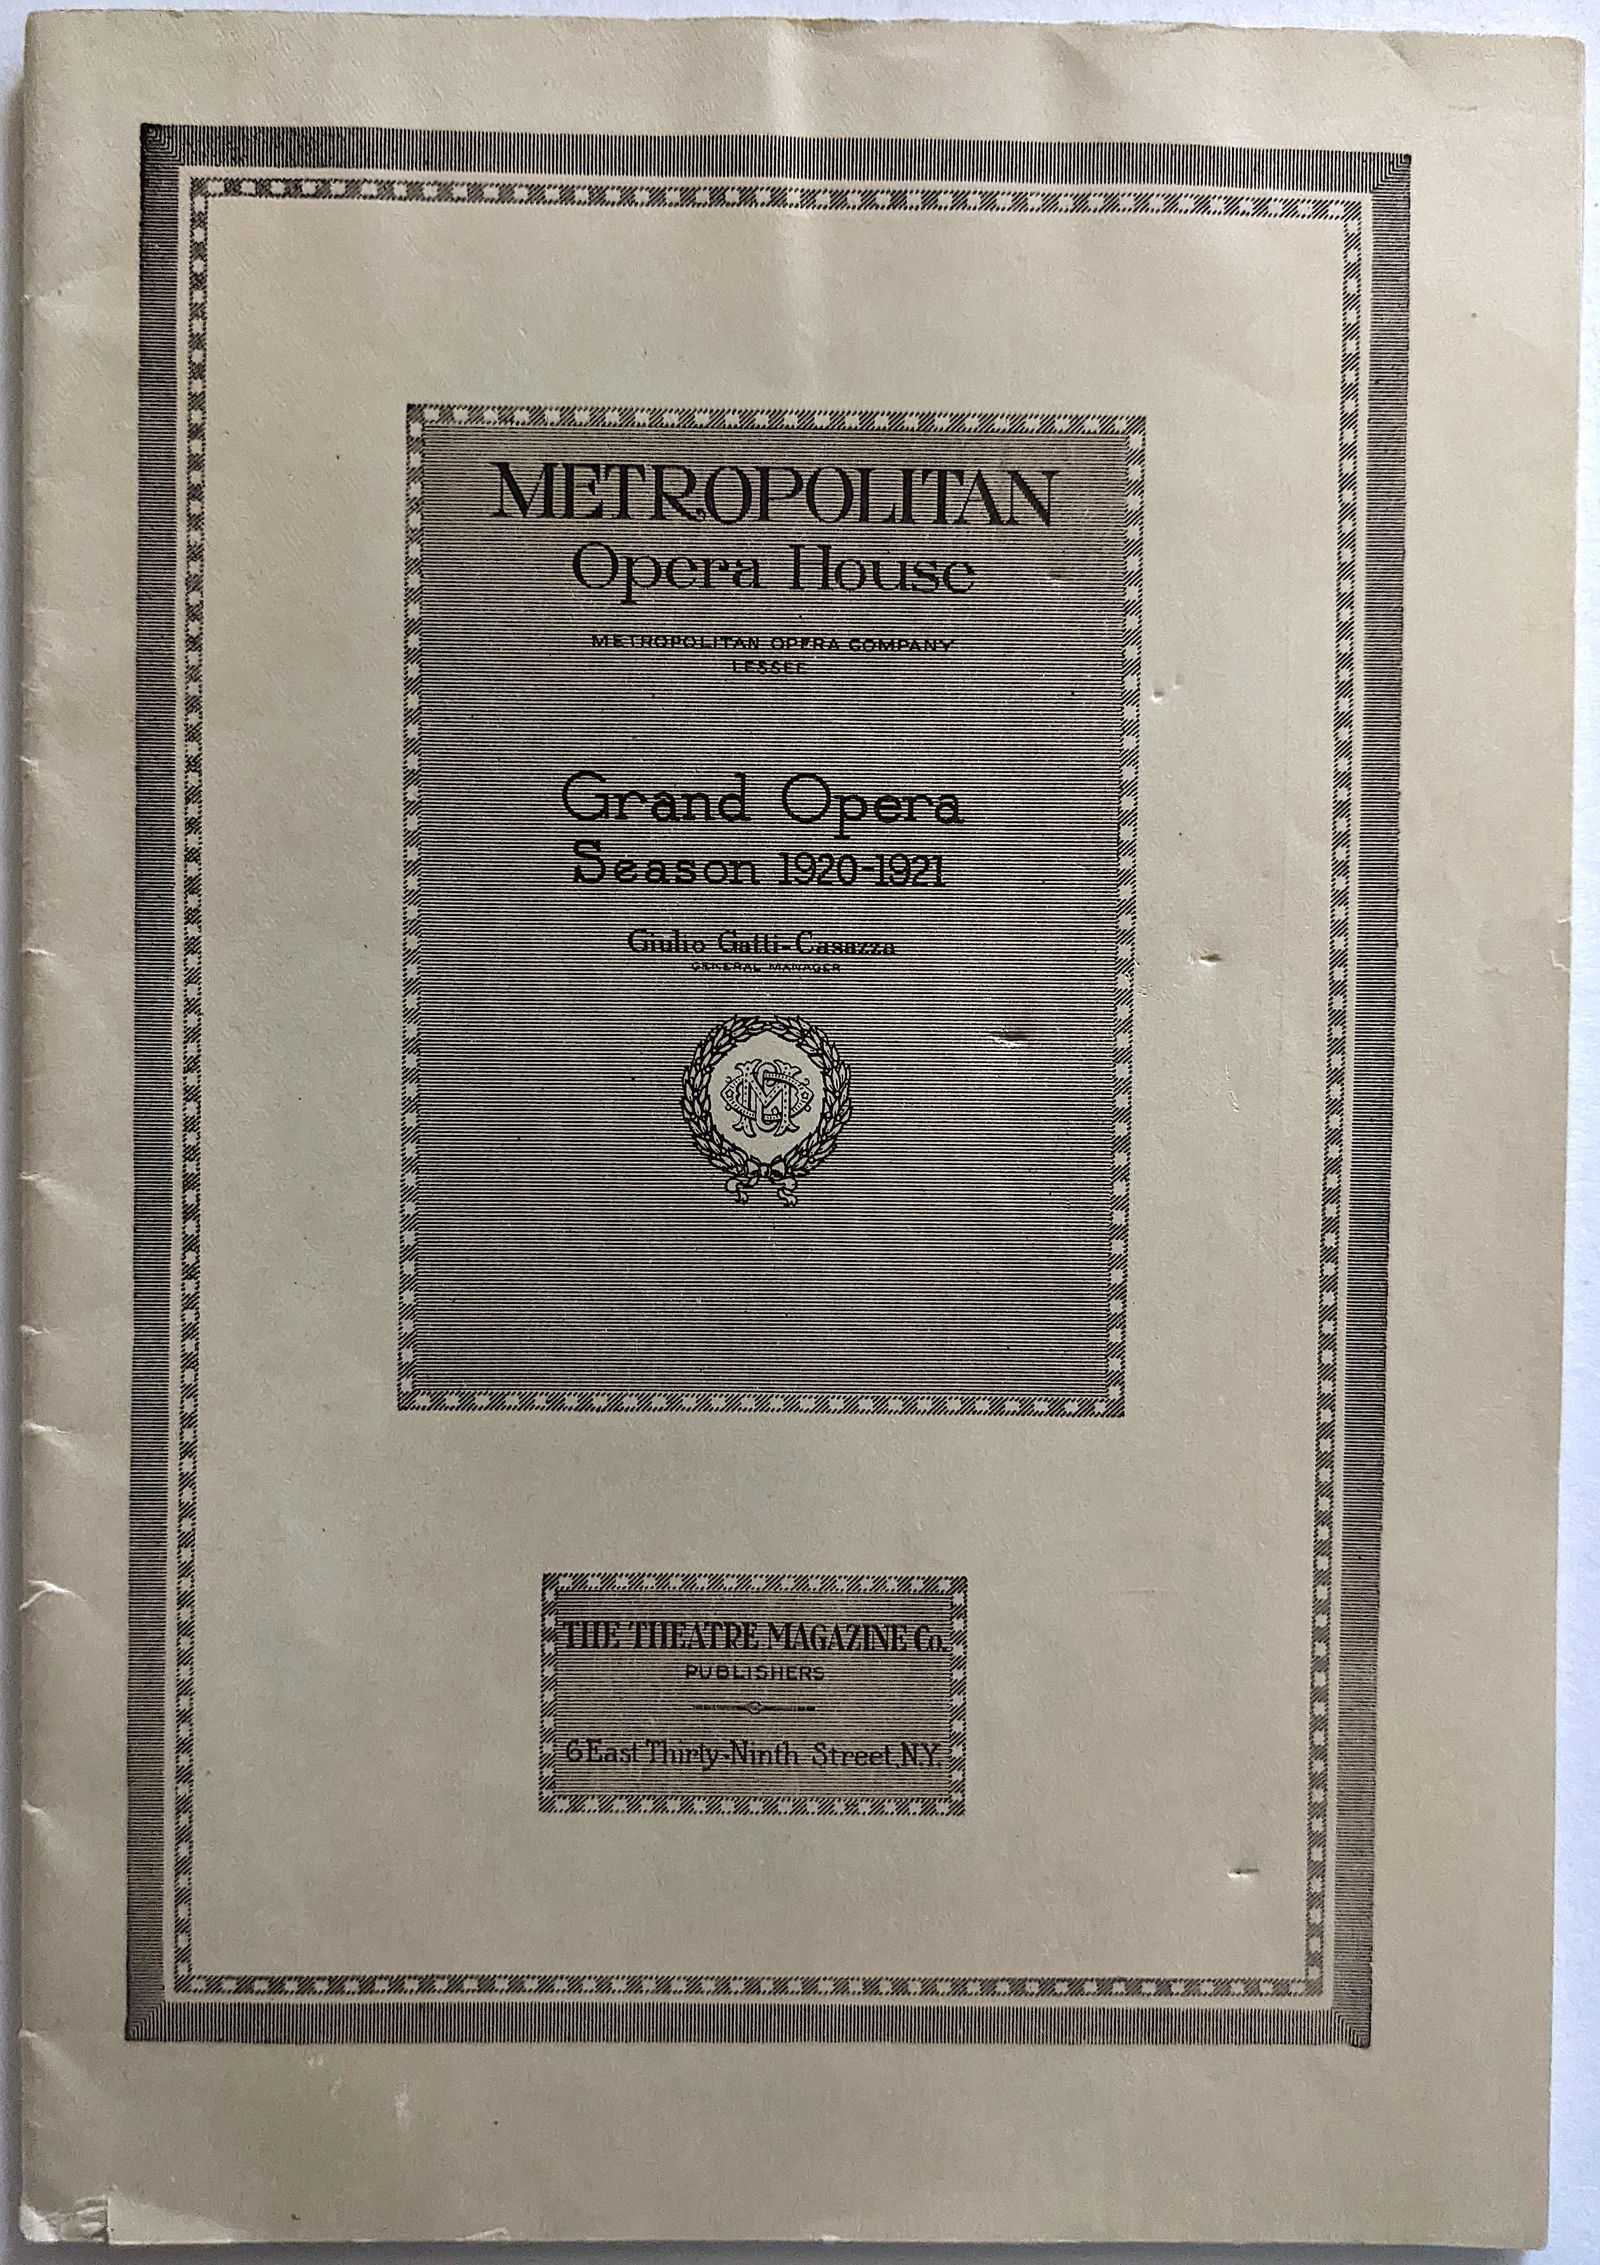 METROPOLITAN
Opera House
METROPOLITAN OPERA COMPANY
LESSEE
Grand Opera
Season 1920-1921
Giulio Gatti-Casazza
GENERAL MANAGER
THE THEATRE MAGAZINE Co.
PUBLISHERS
6 East Thirty-Ninth Street, N.Y.